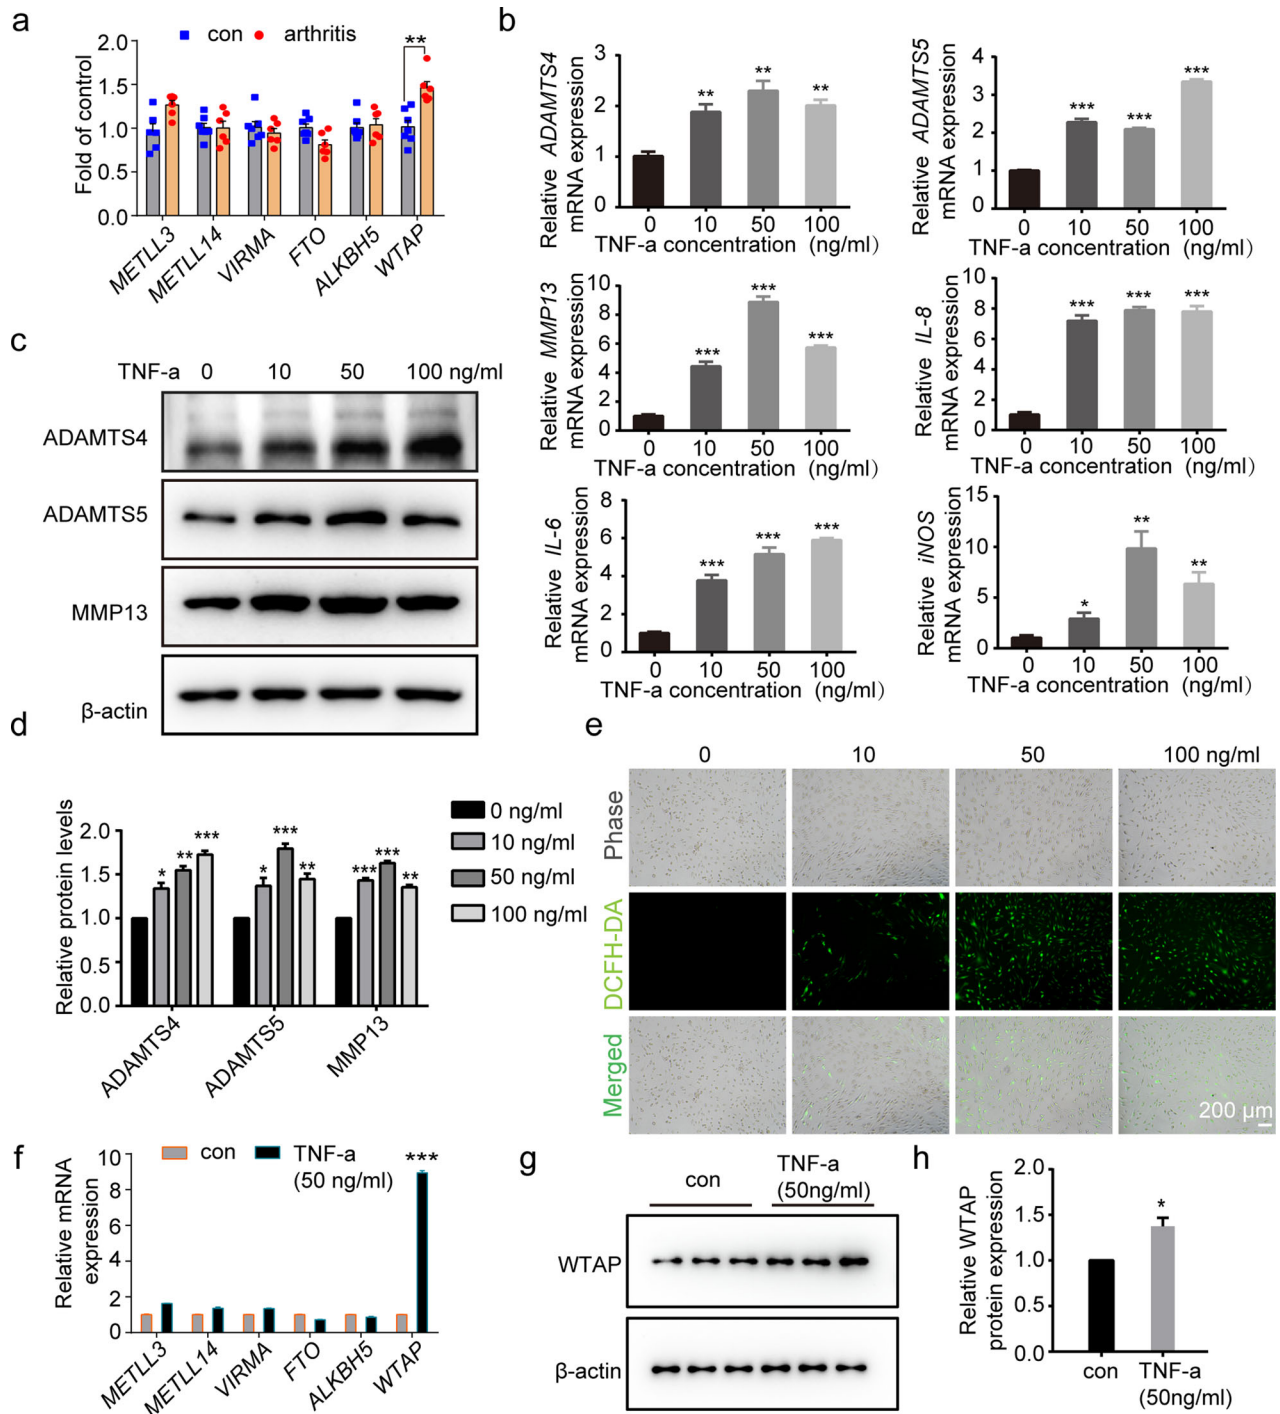 a
2.0
1.5
1.0
0.5
0.0
Fold of control
con
arthritis
**
METLL3
METLL14
VIRMA
FTO
ALKBH5
WTAP
b
Relative ADAMTS4
mRNA expression
3
2
1
0
**
**
**
0
10
50
100
TNF-a concentration (ng/ml)
Relative ADAMTS5
mRNA expression
4
3
2
1
0
***
***
***
0
10
50
100
TNF-a concentration (ng/ml)
Relative MMP13
mRNA expression
10
8
6
4
2
0
***
***
***
0
10
50
100
TNF-a concentration (ng/ml)
Relative IL-8
mRNA expression
10
8
6
4
2
0
***
***
***
0
10
50
100
TNF-a concentration (ng/ml)
Relative IL-6
mRNA expression
8
6
4
2
0
***
***
***
0
10
50
100
TNF-a concentration (ng/ml)
Relative iNOS
mRNA expression
15
10
5
0
*
**
**
0
10
50
100
TNF-a concentration (ng/ml)
c
TNF-a 0 10 50 100 ng/ml
ADAMTS4
ADAMTS5
MMP13
β-actin
d
Relative protein levels
2.0
1.5
1.0
0.5
0.0
*
**
***
*
***
**
***
***
**
ADAMTS4
ADAMTS5
MMP13
0 ng/ml
10 ng/ml
50 ng/ml
100 ng/ml
e
0 10 50 100 ng/ml
Phase
DCFH-DA
Merged
200 μm
f
Relative mRNA
expression
10
8
6
4
2
0
con
TNF-a
(50 ng/ml)
***
METLL3
METLL14
VIRMA
FTO
ALKBH5
WTAP
g
con
TNF-a
(50ng/ml)
WTAP
β-actin
h
Relative WTAP
protein expression
2.0
1.5
1.0
0.5
0.0
*
con
TNF-a
(50ng/ml)